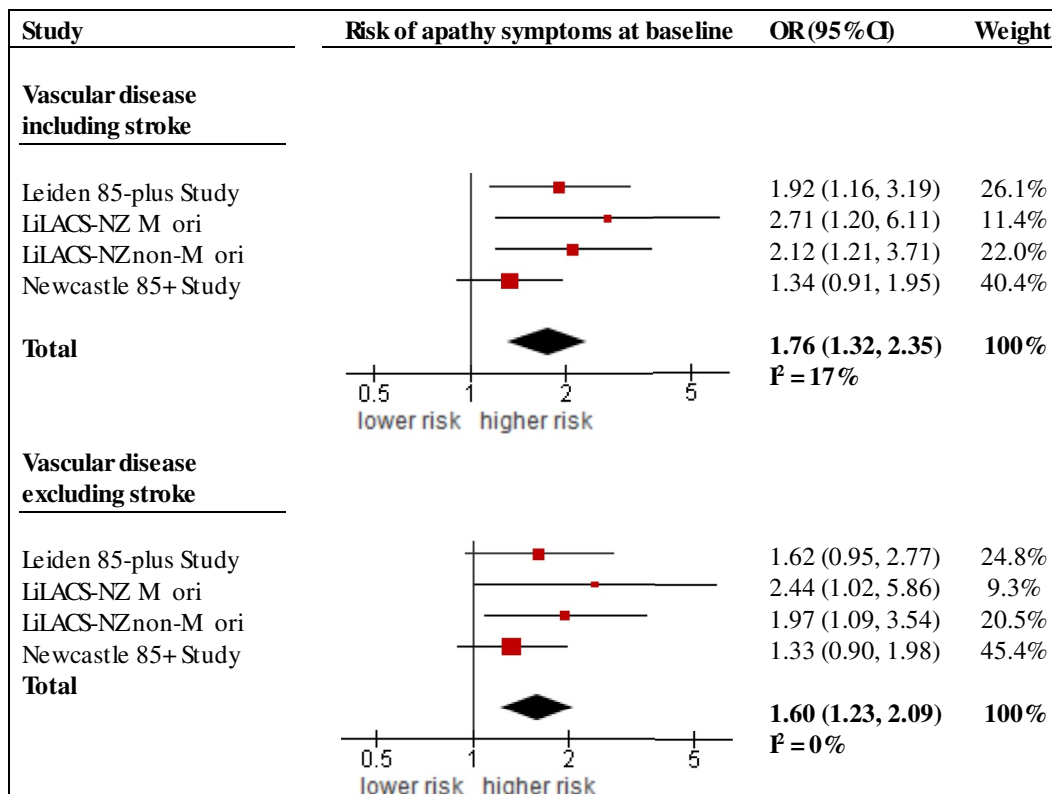 Study Risk of apathy symptoms at baseline OR (95%CI) Weight
Vascular disease
including stroke
Leiden 85-plus Study 1.92 (1.16, 3.19) 26.1%
LiLACS-NZ M ori 2.71 (1.20, 6.11) 11.4%
LiLACS-NZ non-M ori 2.12 (1.21, 3.71) 22.0%
Newcastle 85+ Study 1.34 (0.91, 1.95) 40.4%
Total 1.76 (1.32, 2.35) 100%
I² = 17%
0.5 1 2 5
lower risk higher risk
Vascular disease
excluding stroke
Leiden 85-plus Study 1.62 (0.95, 2.77) 24.8%
LiLACS-NZ M ori 2.44 (1.02, 5.86) 9.3%
LiLACS-NZ non-M ori 1.97 (1.09, 3.54) 20.5%
Newcastle 85+ Study 1.33 (0.90, 1.98) 45.4%
Total
1.60 (1.23, 2.09) 100%
I² = 0%
0.5 1 2 5
lower risk higher risk